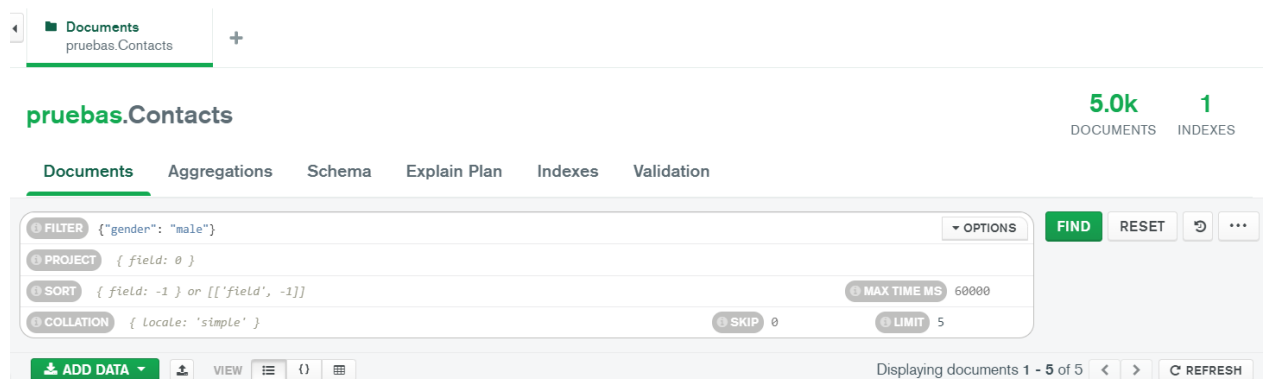 Documents
pruebas.Contacts
+
pruebas.Contacts
5.0k
DOCUMENTS
1
INDEXES
Documents Aggregations Schema Explain Plan Indexes Validation
FILTER {"gender": "male"} OPTIONS FIND RESET ...
PROJECT { field: 0 }
SORT { field: -1 } or [['field', -1]] MAX TIME MS 60000
COLLATION { locale: 'simple' } SKIP 0 LIMIT 5
ADD DATA VIEW {} Displaying documents 1 - 5 of 5 < > REFRESH